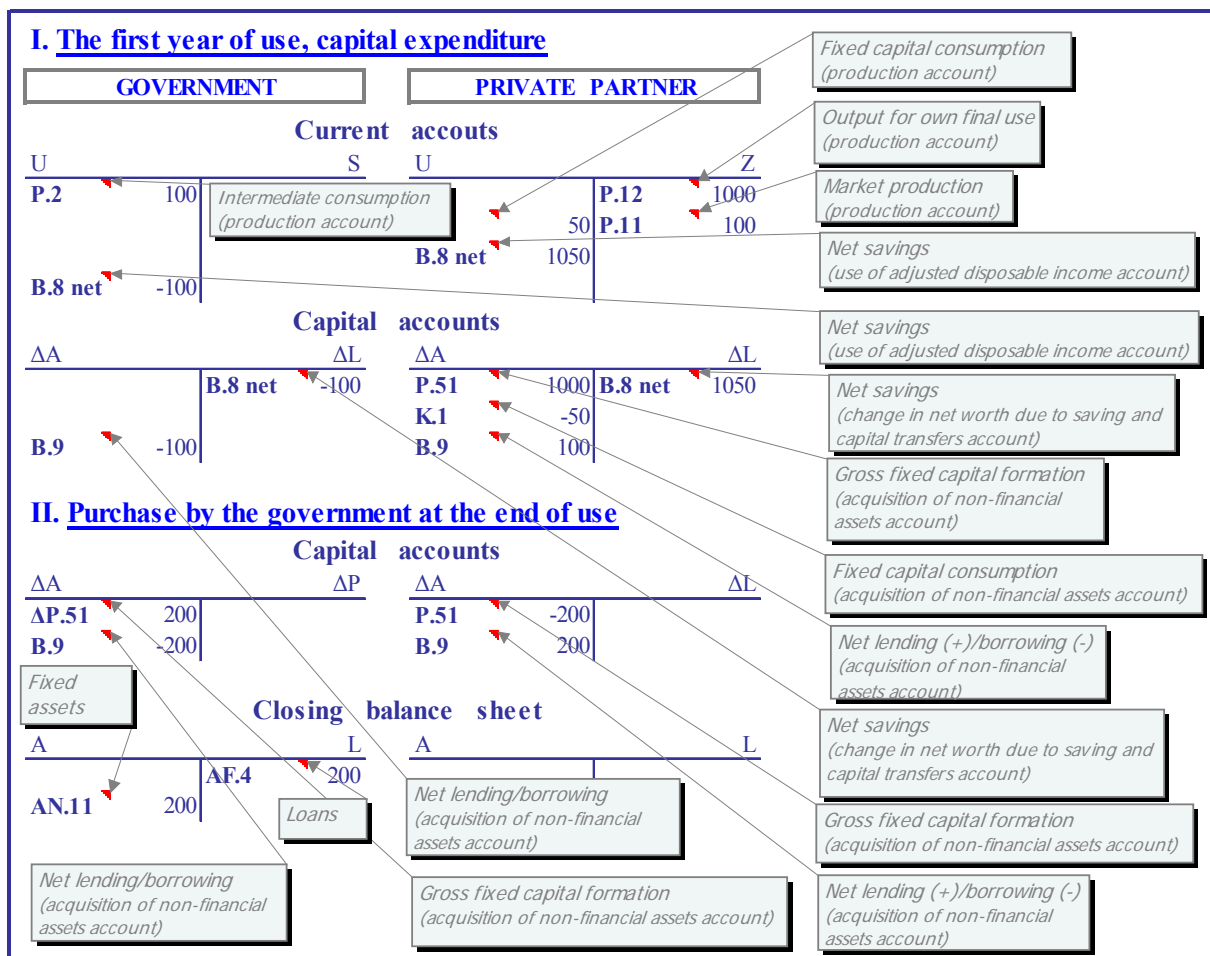 I. The first year of use, capital expenditure
GOVERNMENT
PRIVATE PARTNER
Current accouts
U S
U Z
P.2 100
P.12 1000
50 P.11 100
B.8 net 1050
B.8 net -100
Capital accounts
ΔA ΔL
ΔA ΔL
B.8 net -100
P.51 1000 B.8 net 1050
K.1 -50
B.9 -100
B.9 100
II. Purchase by the government at the end of use
Capital accounts
ΔA ΔP
ΔA ΔL
ΔP.51 200
P.51 -200
B.9 -200
B.9 200
Closing balance sheet
A L
A L
AF.4 200
AN.11 200
Intermediate consumption
(production account)
Fixed
assets
Loans
Net lending/borrowing
(acquisition of non-financial
assets account)
Net lending/borrowing
(acquisition of non-financial
assets account)
Gross fixed capital formation
(acquisition of non-financial assets account)
Fixed capital consumption
(production account)
Output for own final use
(production account)
Market production
(production account)
Net savings
(use of adjusted disposable income account)
Net savings
(use of adjusted disposable income account)
Net savings
(change in net worth due to saving and
capital transfers account)
Gross fixed capital formation
(acquisition of non-financial
assets account)
Fixed capital consumption
(acquisition of non-financial assets account)
Net lending (+)/borrowing (-)
(acquisition of non-financial
assets account)
Net savings
(change in net worth due to saving and
capital transfers account)
Gross fixed capital formation
(acquisition of non-financial assets account)
Net lending (+)/borrowing (-)
(acquisition of non-financial
assets account)